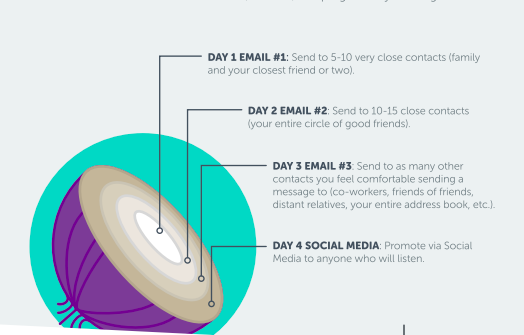 DAY 1 EMAIL #1: Send to 5-10 very close contacts (family
and your closest friend or two).
DAY 2 EMAIL #2: Send to 10-15 close contacts
(your entire circle of good friends).
DAY 3 EMAIL #3: Send to as many other
contacts you feel comfortable sending a
message to (co-workers, friends of friends,
distant relatives, your entire address book, etc.).
DAY 4 SOCIAL MEDIA: Promote via Social
Media to anyone who will listen.